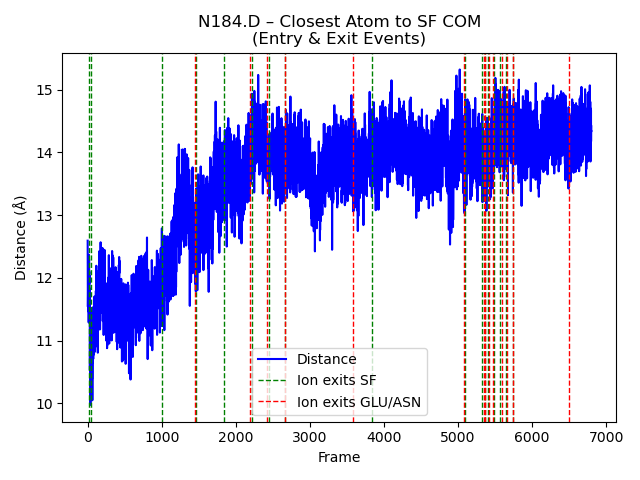 N184.D – Closest Atom to SF COM
(Entry & Exit Events)
Distance (Å)
15
14
13
12
11
10
Distance
Ion exits SF
Ion exits GLU/ASN
0 1000 2000 3000 4000 5000 6000 7000
Frame